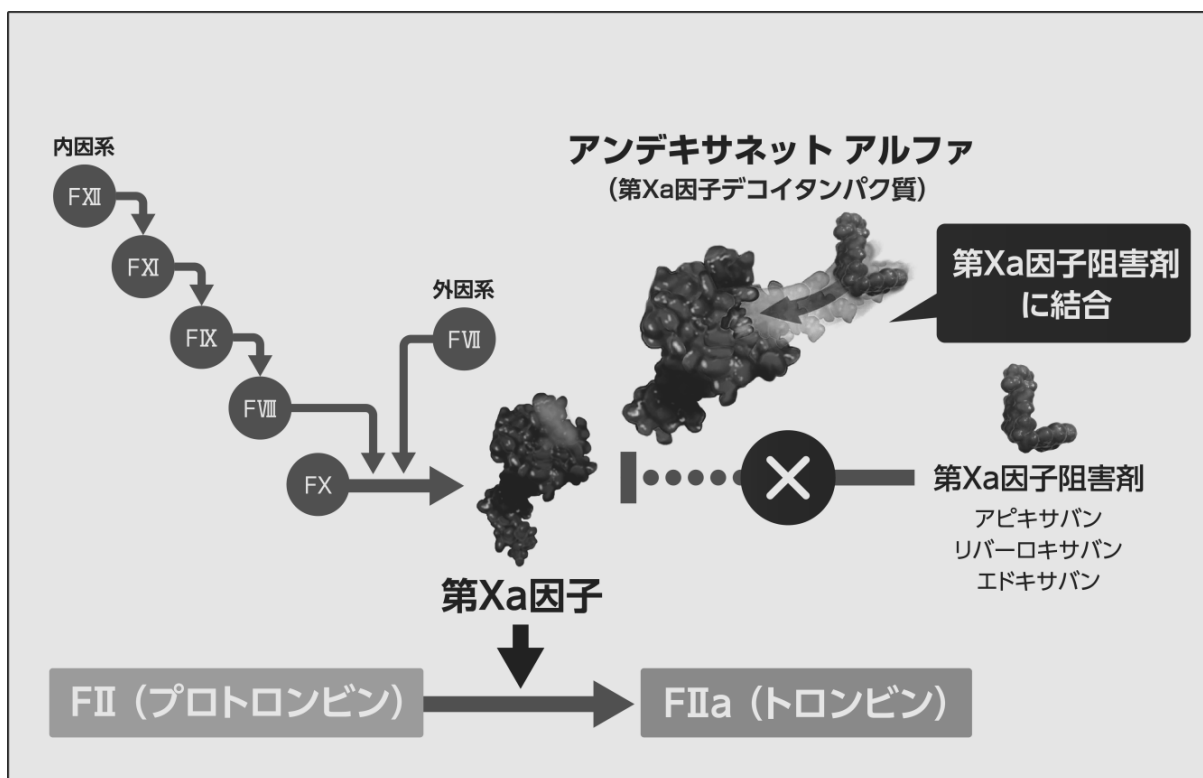 内因系
FⅫ
FⅪ
FⅨ
FⅧ
FX
外因系
FⅦ
アンデキサネット アルファ
（第Xa因子デコイタンパク質）
第Xa因子阻害剤
に結合
第Xa因子阻害剤
アピキサバン
リバーロキサバン
エドキサバン
第Xa因子
FⅡ（プロトロンビン）
FⅡa（トロンビン）